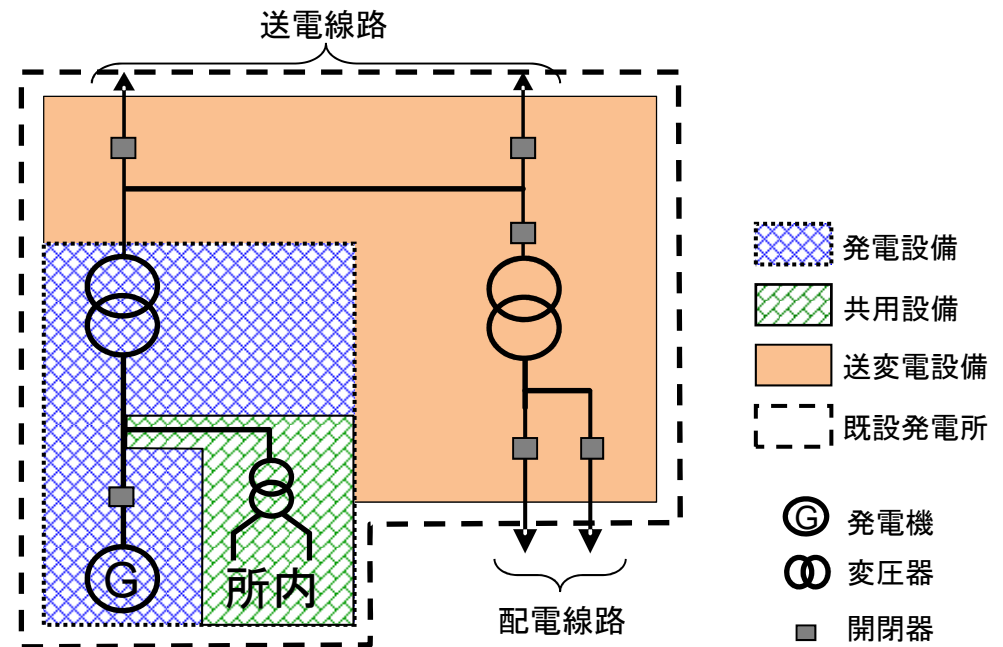 送電線路
発電設備
共用設備
送変電設備
既設発電所
G
所内
配電線路
G
発電機
変圧器
開閉器